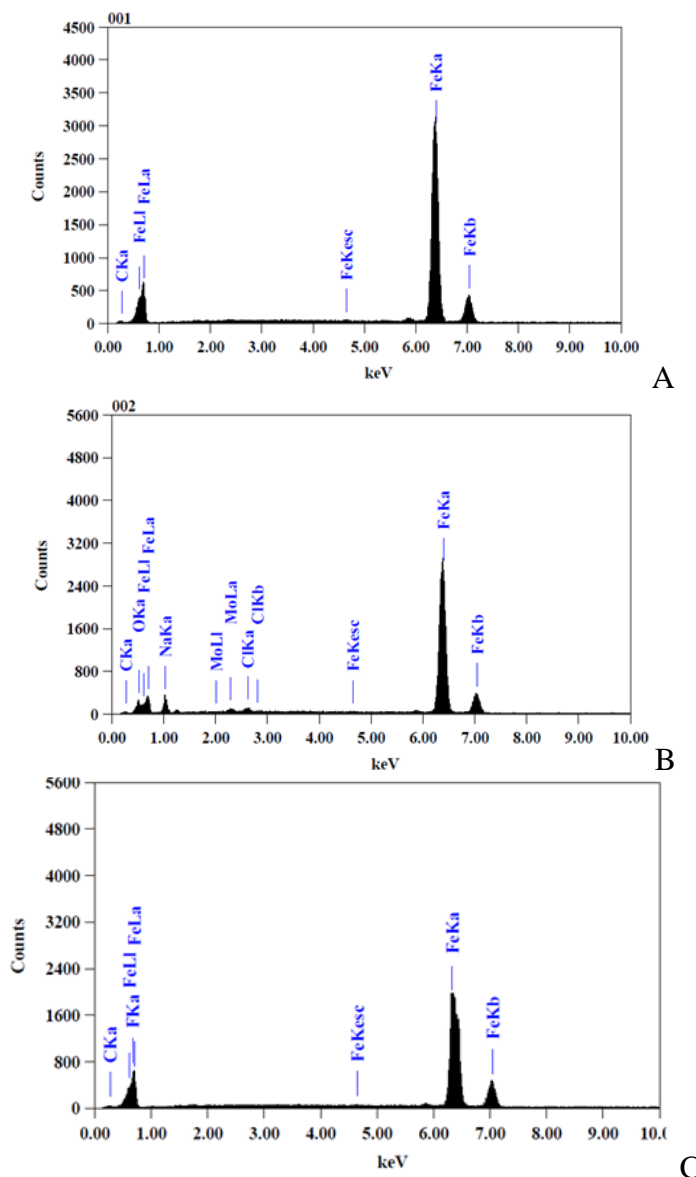 001
4500
4000
3500
3000
2500
2000
1500
1000
500
0
Counts
CKa
FeLl
FeLa
FeKesc
FeKa
FeKb
0.00 1.00 2.00 3.00 4.00 5.00 6.00 7.00 8.00 9.00 10.00
keV
A
002
5600
4800
4000
3200
2400
1600
800
0
Counts
CKa
OKa
FeLl
FeLa
NaKa
MoLl
MoLa
ClKa
ClKb
FeKesc
FeKa
FeKb
0.00 1.00 2.00 3.00 4.00 5.00 6.00 7.00 8.00 9.00 10.00
keV
B
5600
4800
4000
3200
2400
1600
800
0
Counts
CKa
FKa
FeLl
FeLa
FeKesc
FeKa
FeKb
0.00 1.00 2.00 3.00 4.00 5.00 6.00 7.00 8.00 9.00 10.0
keV